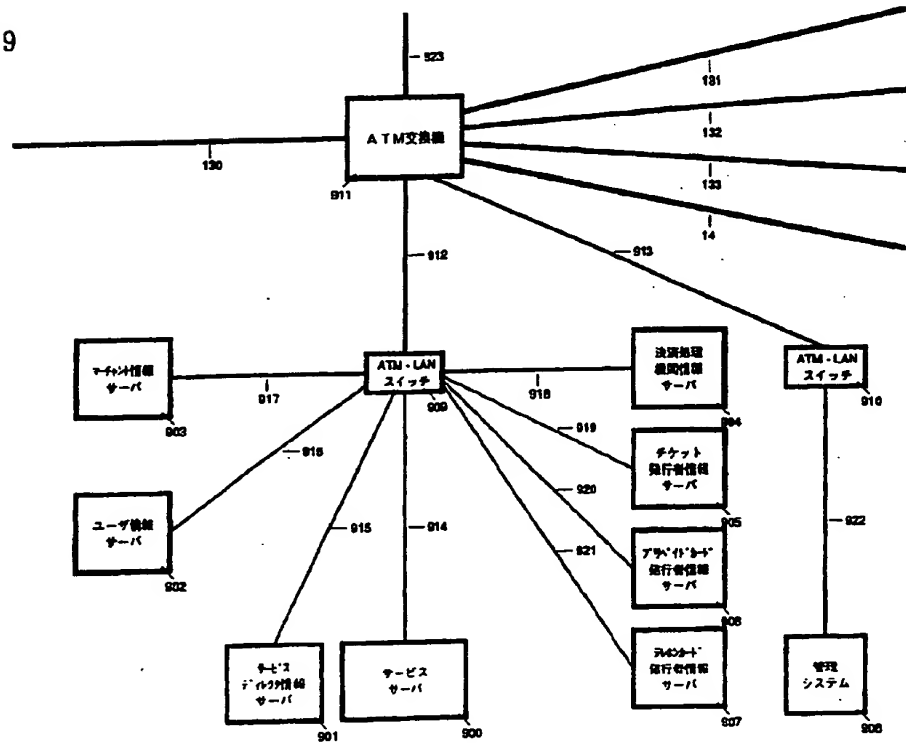 9
923
131
ATM交換機
132
130
133
911
14
912
913
マーチャント情報
サーバ
ATM・LAN
スイッチ
決済処理
機関情報
サーバ
ATM・LAN
スイッチ
917
918
903
909
910
904
919
916
チケット
発行者情報
サーバ
920
ユーザ情報
サーバ
915
914
905
922
921
プリペイドカード
発行者情報
サーバ
902
906
サービス
ディレクタ情報
サーバ
サービス
サーバ
テレホンカード
発行者情報
サーバ
管理
システム
901
900
907
908